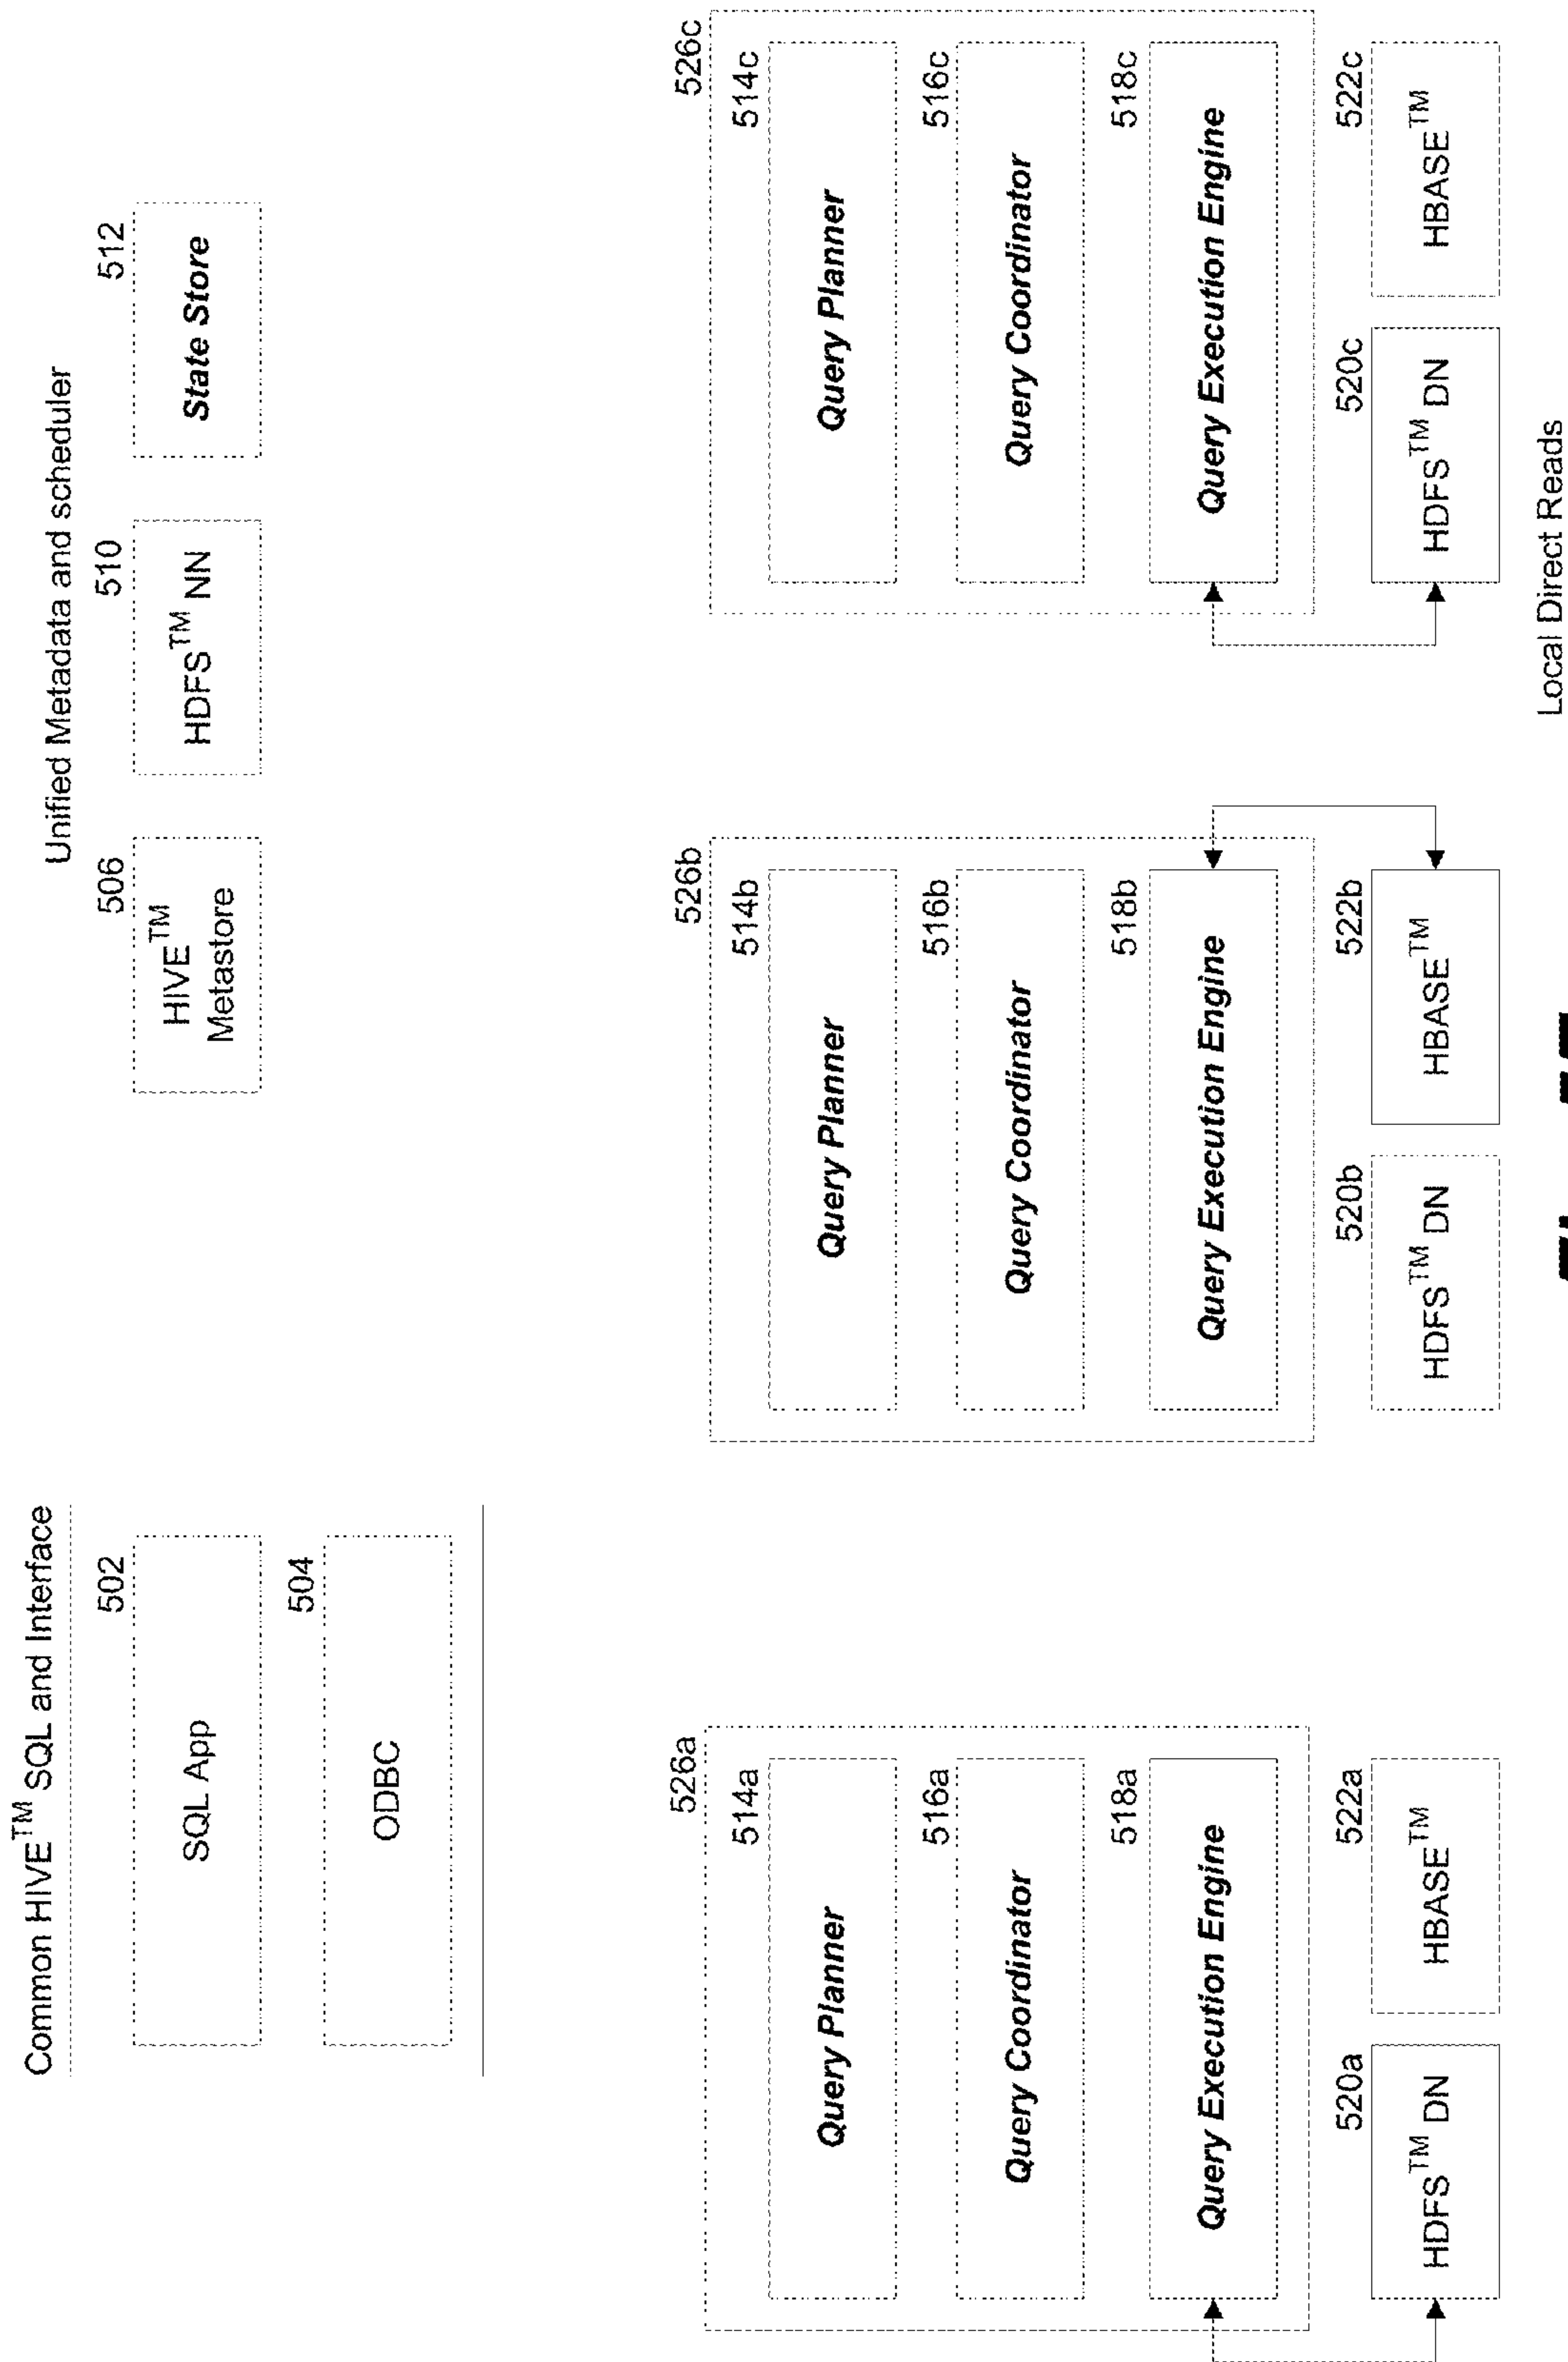 Common HIVE™ SQL and Interface
502
SQL App
504
ODBC
Unified Metadata and scheduler
506
HIVE™
Metastore
510
HDFS™ NN
512
State Store
526a
514a
Query Planner
516a
Query Coordinator
518a
Query Execution Engine
520a
HDFS™ DN
522a
HBASE™
526b
514b
Query Planner
516b
Query Coordinator
518b
Query Execution Engine
520b
HDFS™ DN
522b
HBASE™
526c
514c
Query Planner
516c
Query Coordinator
518c
Query Execution Engine
520c
HDFS™ DN
522c
HBASE™
Local Direct Reads